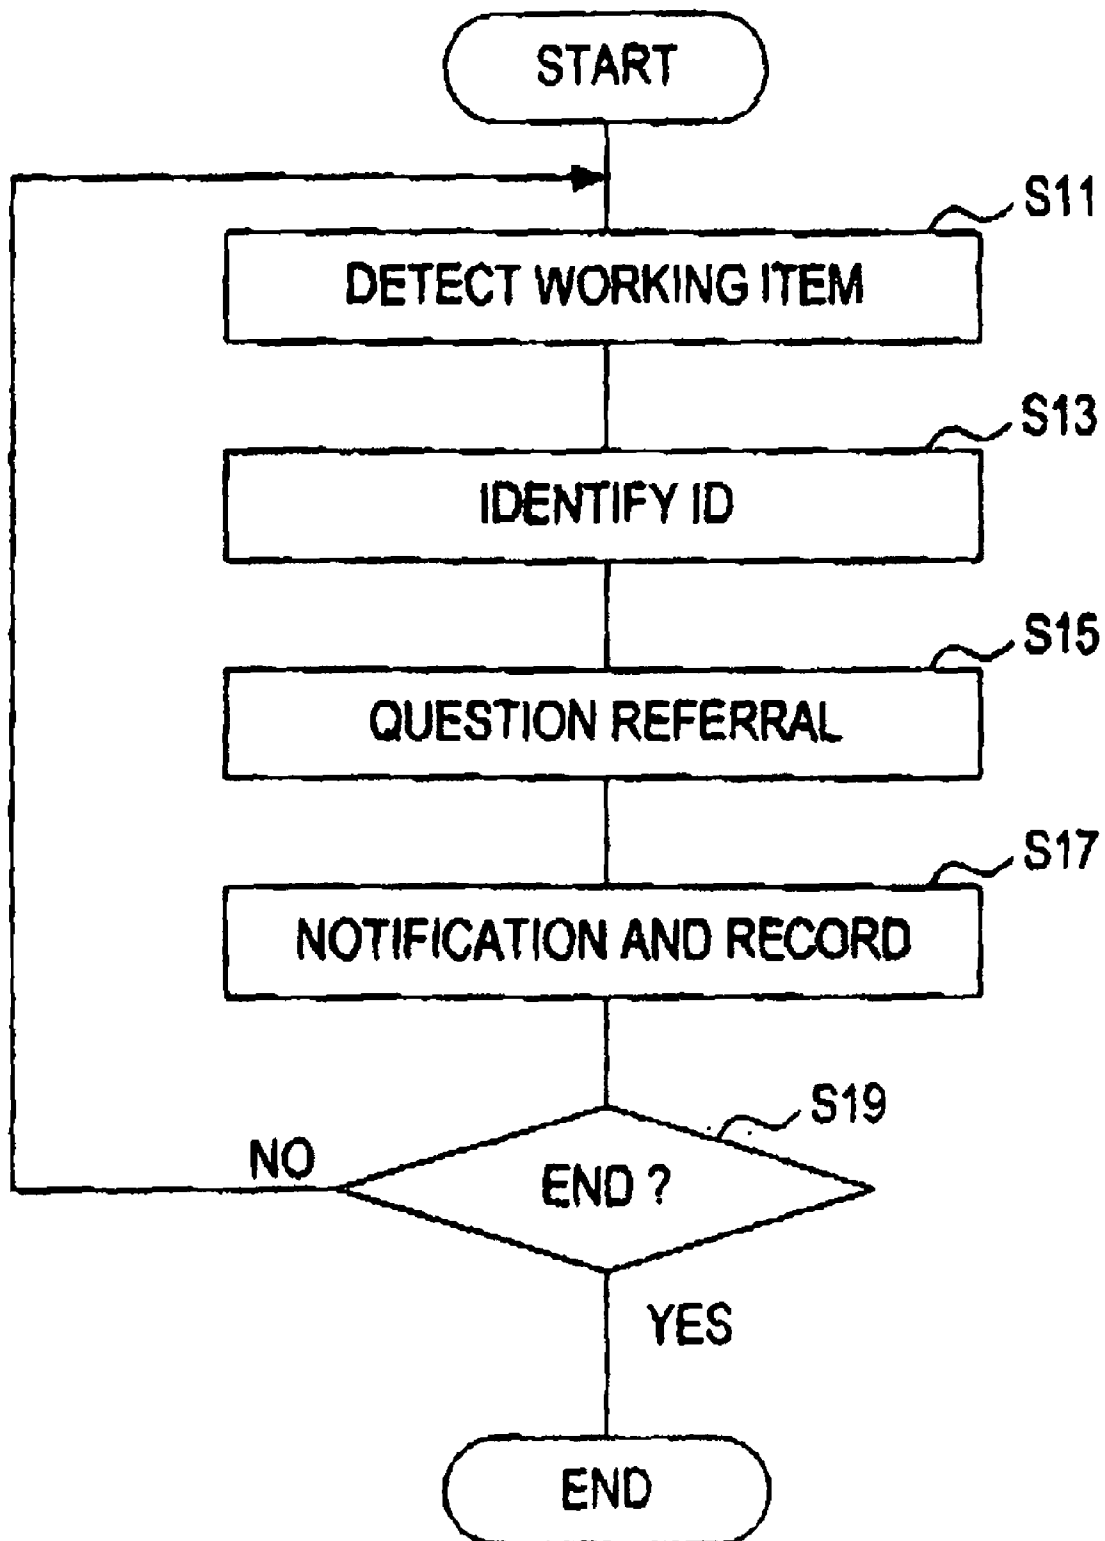 START
S11
DETECT WORKING ITEM
S13
IDENTIFY ID
S15
QUESTION REFERRAL
S17
NOTIFICATION AND RECORD
S19
NO
END ?
YES
END